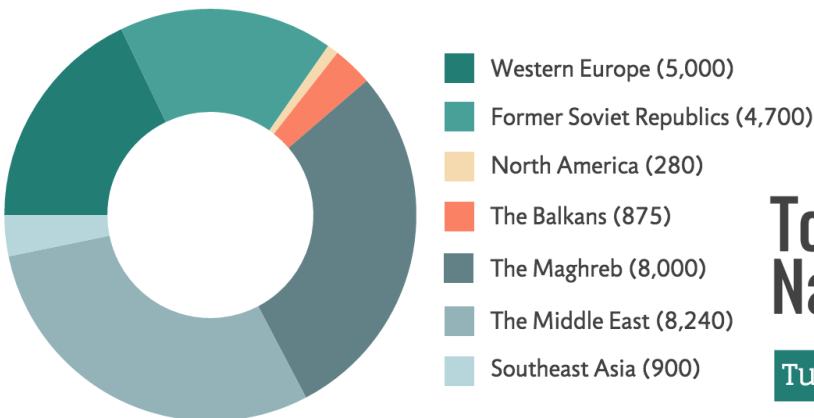 Western Europe (5,000)
Former Soviet Republics (4,700)
North America (280)
The Balkans (875)
The Maghreb (8,000)
The Middle East (8,240)
Southeast Asia (900)